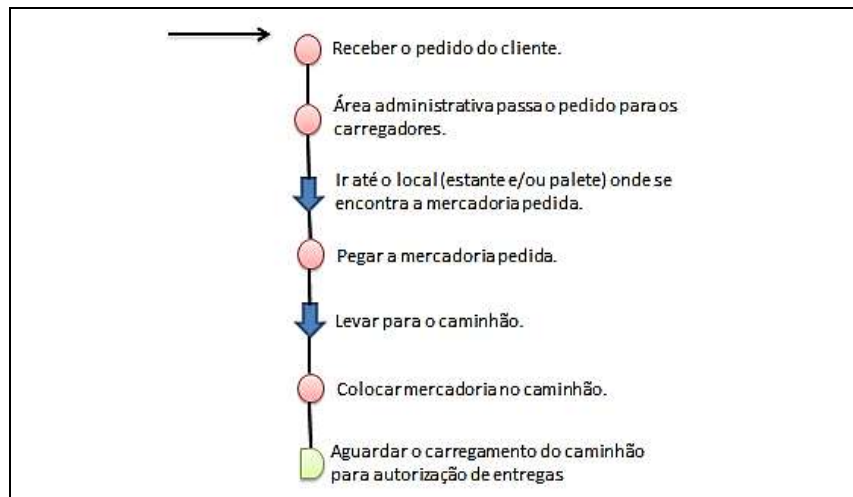 Receber o pedido do cliente.
Área administrativa passa o pedido para os
carregadores.
Ir até o local (estante e/ou palete) onde se
encontra a mercadoria pedida.
Pegar a mercadoria pedida.
Levar para o caminhão.
Colocar mercadoria no caminhão.
Aguardar o carregamento do caminhão
para autorização de entregas